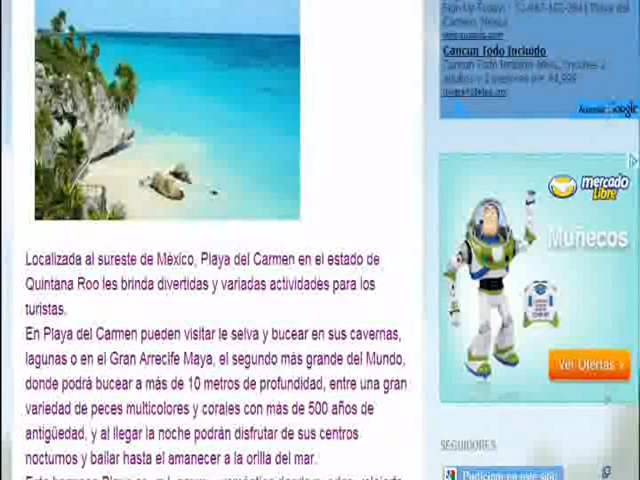 Localizada al sureste de México, Playa del Carmen en el estado de
Quintana Roo les brinda divertidas y variadas actividades para los
turistas.
En Playa del Carmen pueden visitar le selva y bucear en sus cavernas,
lagunas o en el Gran Arrecife Maya, el segundo más grande del Mundo,
donde podrá bucear a más de 10 metros de profundidad, entre una gran
variedad de peces multicolores y corales con más de 500 años de
antigüedad, y al llegar la noche podrán disfrutar de sus centros
nocturnos y bailar hasta el amanecer a la orilla del mar.
Cancun Todo Incluido
Google
mercado
Libre
Muñecos
Ver Ofertas >
SEGUIDORES